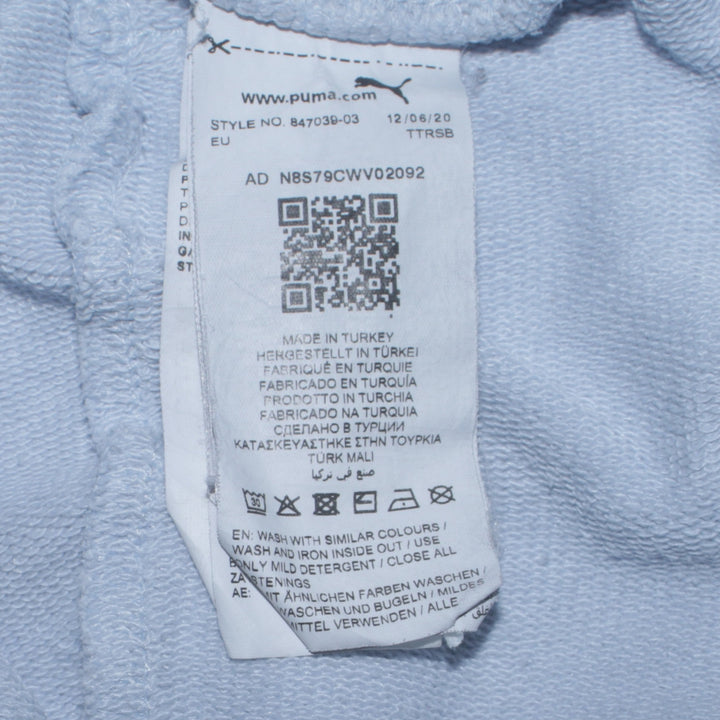 www.puma.com
STYLE NO. 847039-03 12/06/20
EU TTRSB
AD N8S79CWV02092
MADE IN TURKEY
HERGESTELLT IN TÜRKEI
FABRIQUÉ EN TURQUIE
FABRICADO EN TURQUÍA
PRODOTTO IN TURCHIA
FABRICADO NA TURQUIA
СДЕЛАНО В ТУРЦИИ
ΚΑΤΑΣΚΕΥΑΣΤΗΚΕ ΣΤΗΝ ΤΟΥΡΚΙΑ
TÜRK MALI
صنع في تركيا
30
EN: WASH WITH SIMILAR COLOURS /
WASH AND IRON INSIDE OUT / USE
ONLY MILD DETERGENT / CLOSE ALL
AE: MIT ÄHNLICHEN FARBEN WASCHEN /
WASCHEN UND BUGELN / MILDES
MITTEL VERWENDEN / ALLE